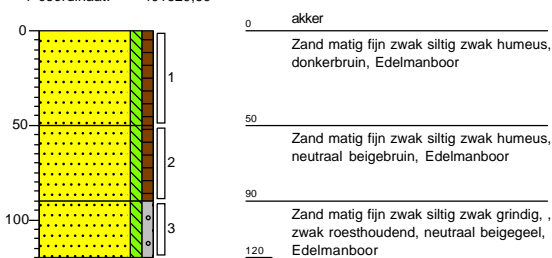 0
50
100
1
2
3
0
akker
Zand matig fijn zwak siltig zwak humeus,
donkerbruin, Edelmanboor
50
Zand matig fijn zwak siltig zwak humeus,
neutraal beigebruin, Edelmanboor
90
Zand matig fijn zwak siltig zwak grindig, ,
zwak roesthoudend, neutraal beigegeel,
120
Edelmanboor